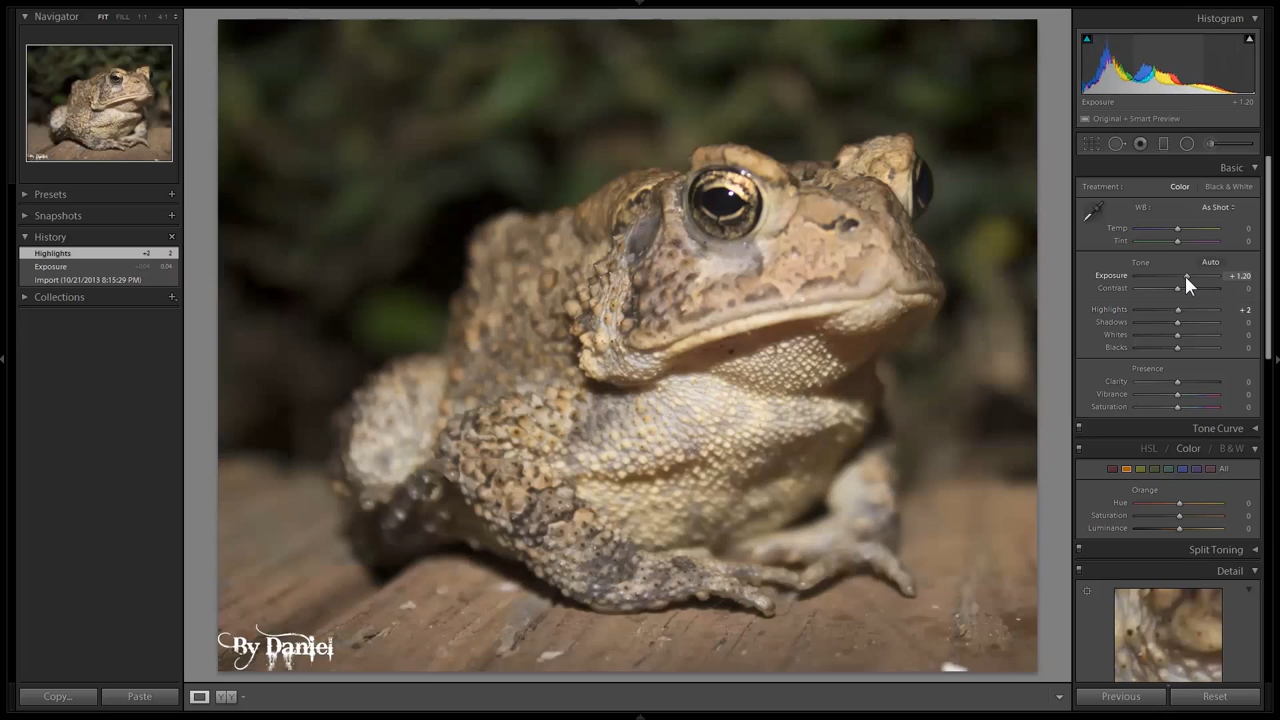 Navigator FIT FILL 1:1 4:1
Presets
Snapshots
History
Highlights +2 2
Exposure 0.04
Import (10/21/2013 8:15:29 PM)
Collections
Copy... Paste
By Daniel
Histogram
Exposure + 1.20
Original + Smart Preview
Basic
Treatment : Color Black & White
WB : As Shot
Temp 0
Tint 0
Tone Auto
Exposure + 1.20
Contrast 0
Highlights + 2
Shadows 0
Whites 0
Blacks 0
Presence
Clarity 0
Vibrance 0
Saturation 0
Tone Curve
HSL / Color / B & W
All
Orange
Hue 0
Saturation 0
Luminance 0
Split Toning
Detail
Previous Reset